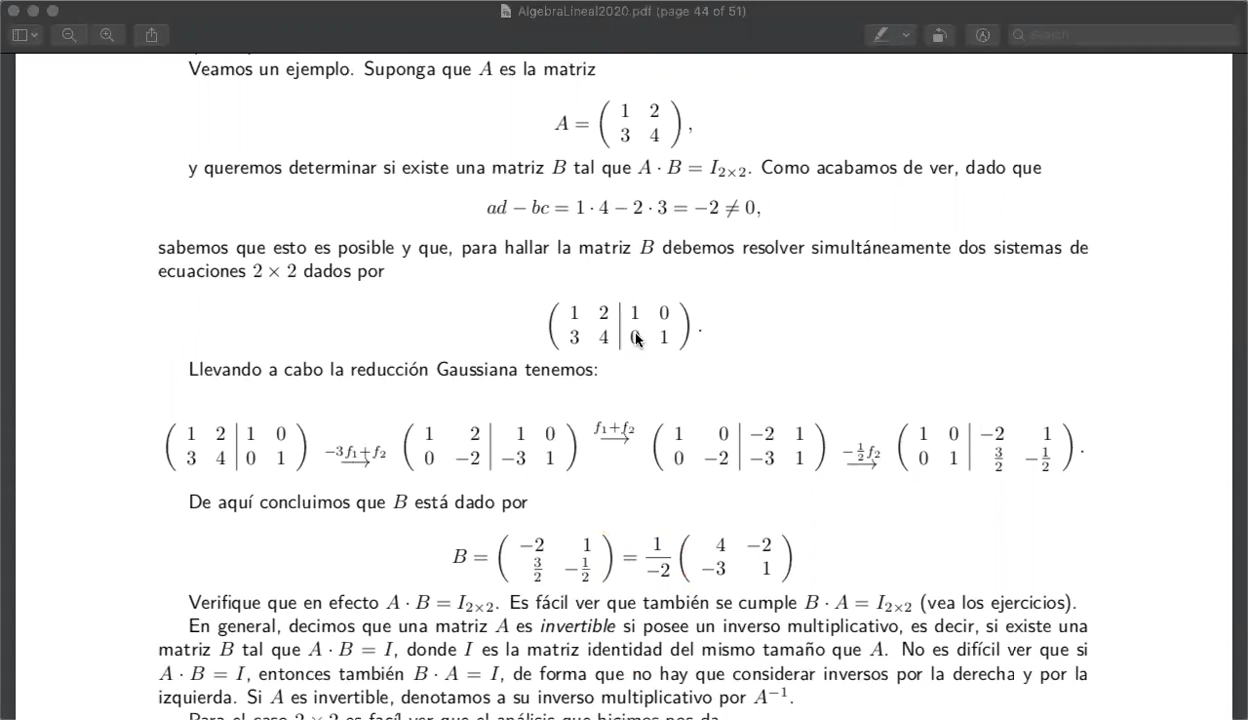 AlgebraLineal2020.pdf (page 44 of 51)
Search
Veamos un ejemplo. Suponga que A es la matriz
A = ( 1 2 ; 3 4 ),
y queremos determinar si existe una matriz B tal que A · B = I₂ₓ₂. Como acabamos de ver, dado que
ad − bc = 1 · 4 − 2 · 3 = −2 ≠ 0,
sabemos que esto es posible y que, para hallar la matriz B debemos resolver simultáneamente dos sistemas de
ecuaciones 2 × 2 dados por
( 1 2 | 1 0 ; 3 4 | 0 1 ).
Llevando a cabo la reducción Gaussiana tenemos:
( 1 2 | 1 0 ; 3 4 | 0 1 ) −3f₁+f₂ → ( 1 2 | 1 0 ; 0 −2 | −3 1 ) f₁+f₂ → ( 1 0 | −2 1 ; 0 −2 | −3 1 ) −½f₂ → ( 1 0 | −2 1 ; 0 1 | 3/2 −1/2 ).
De aquí concluimos que B está dado por
B = ( −2 1 ; 3/2 −1/2 ) = 1/−2 ( 4 −2 ; −3 1 )
Verifique que en efecto A · B = I₂ₓ₂. Es fácil ver que también se cumple B · A = I₂ₓ₂ (vea los ejercicios).
En general, decimos que una matriz A es invertible si posee un inverso multiplicativo, es decir, si existe una
matriz B tal que A · B = I, donde I es la matriz identidad del mismo tamaño que A. No es difícil ver que si
A · B = I, entonces también B · A = I, de forma que no hay que considerar inversos por la derecha y por la
izquierda. Si A es invertible, denotamos a su inverso multiplicativo por A⁻¹.